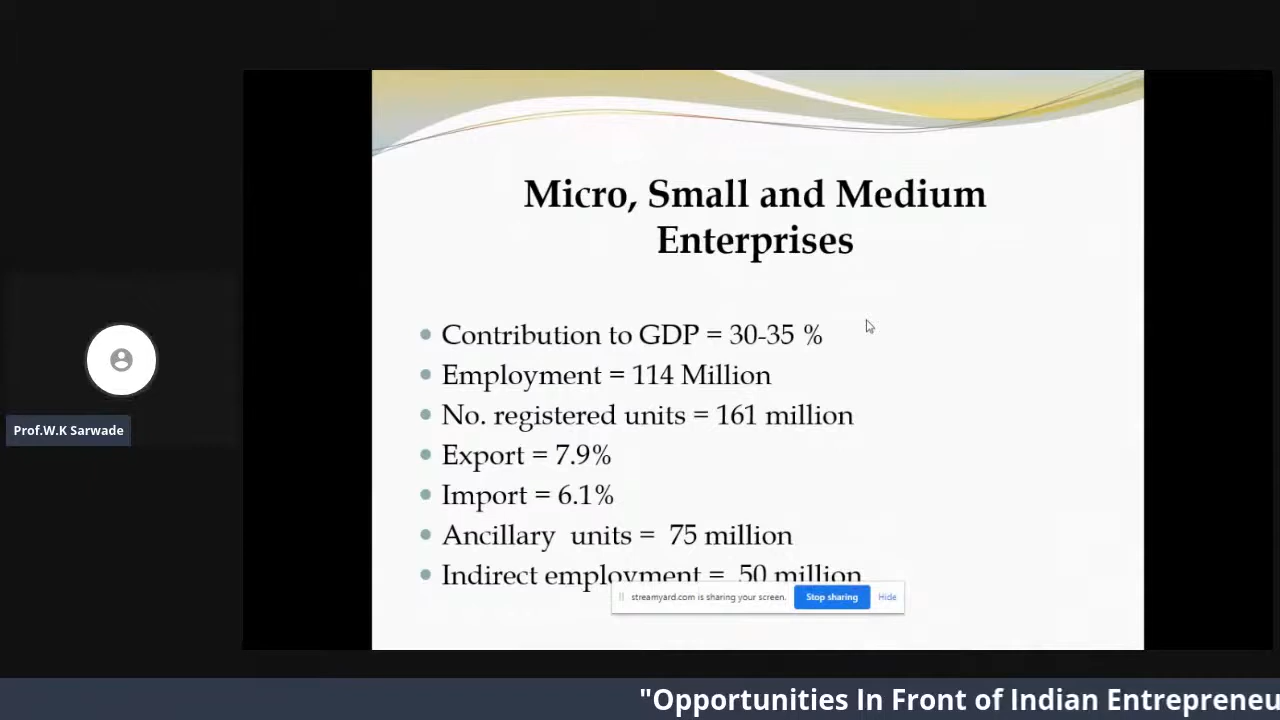 Micro, Small and Medium
Enterprises
Contribution to GDP = 30-35 %
Employment = 114 Million
No. registered units = 161 million
Export = 7.9%
Import = 6.1%
Ancillary units = 75 million
Indirect employment = 50 million
streamyard.com is sharing your screen. Stop sharing Hide
Prof.W.K Sarwade
"Opportunities In Front of Indian Entrepreneu